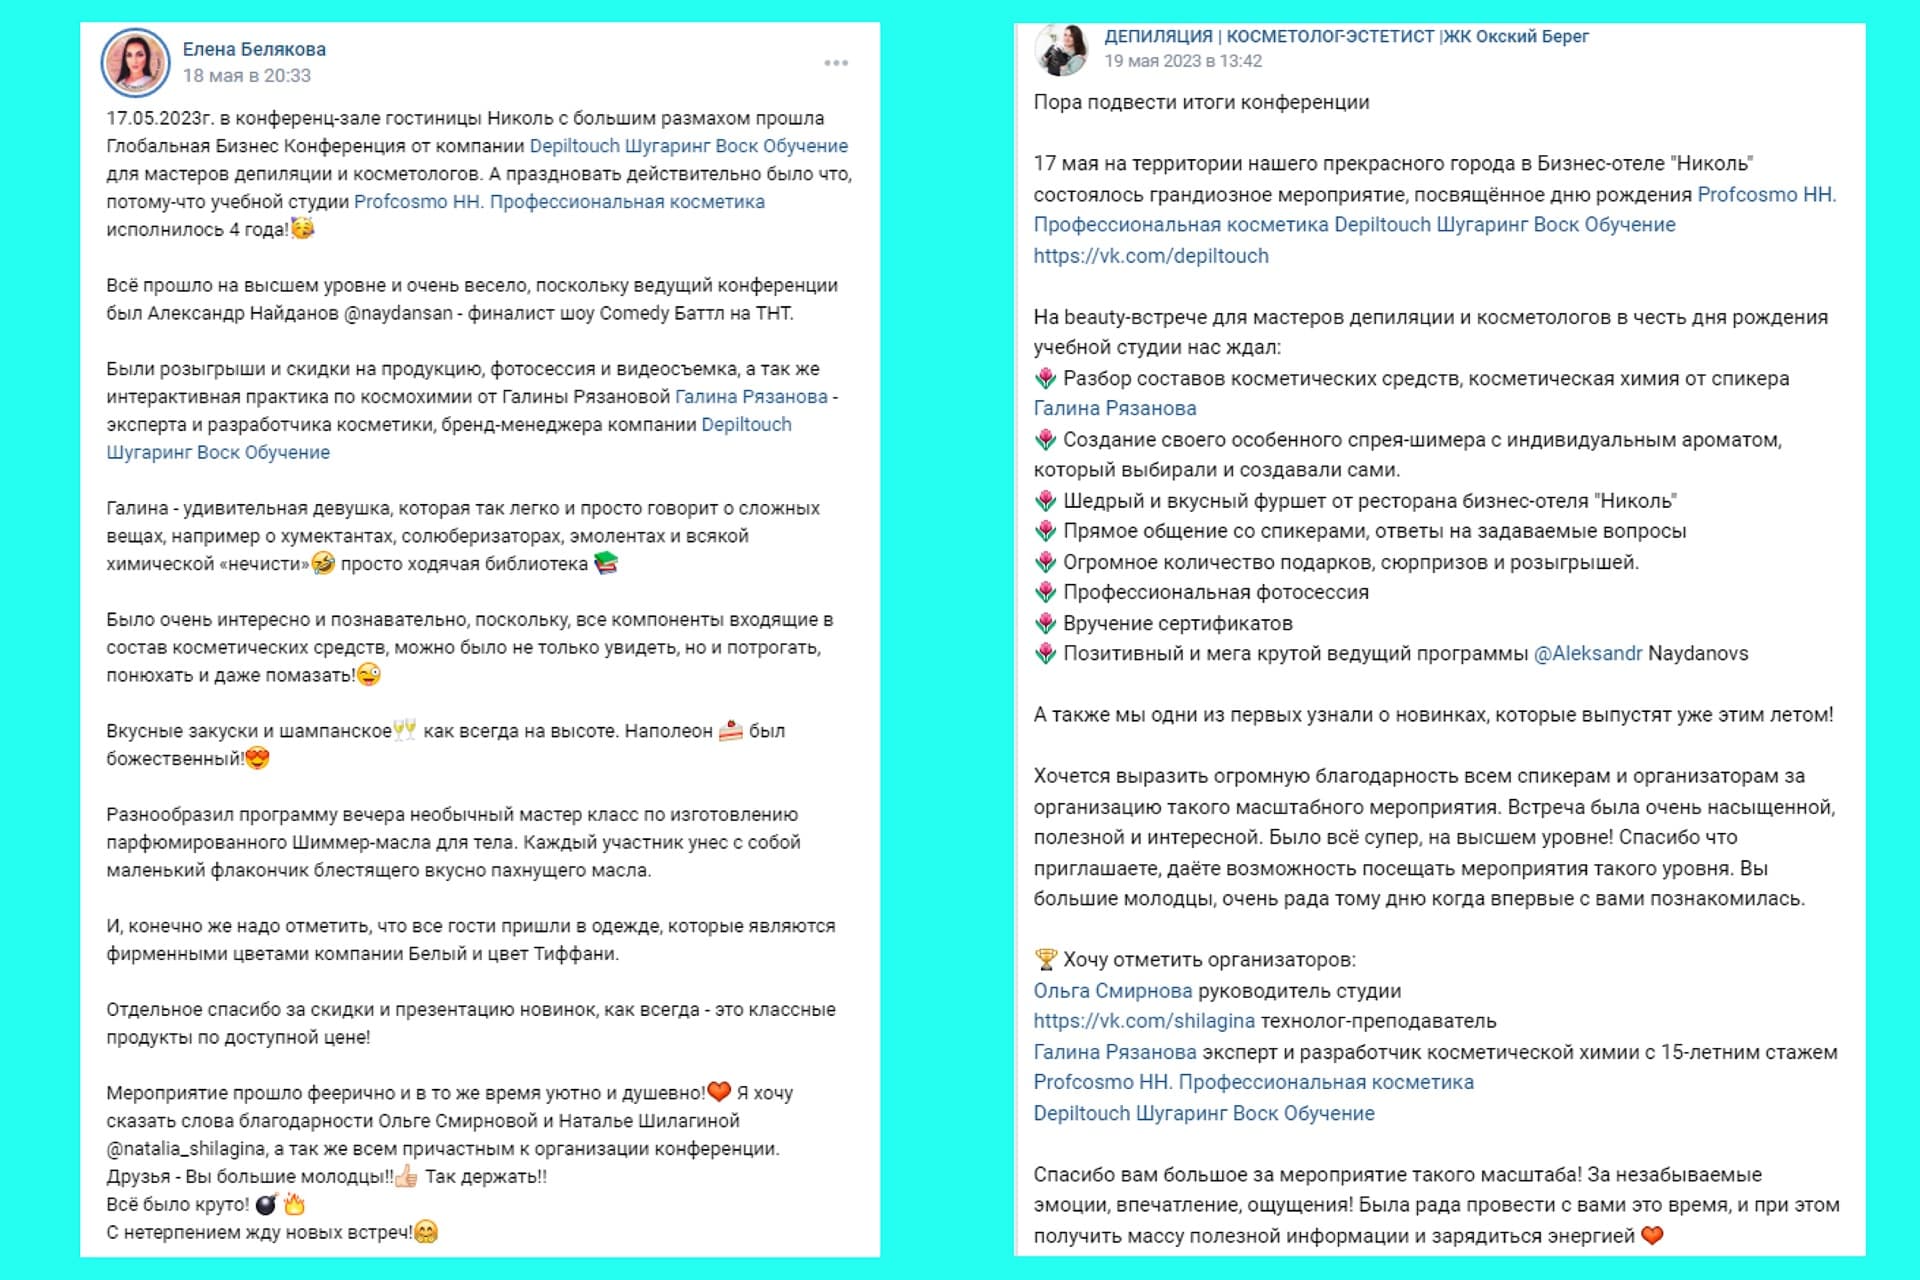 Елена Белякова
18 мая в 20:33
17.05.2023г. в конференц-зале гостиницы Николь с большим размахом прошла
Глобальная Бизнес Конференция от компании Depiltouch Шугаринг Воск Обучение
для мастеров депиляции и косметологов. А праздновать действительно было что,
потому-что учебной студии Profcosmo НН. Профессиональная косметика
исполнилось 4 года!🥳
Всё прошло на высшем уровне и очень весело, поскольку ведущий конференции
был Александр Найданов @naydansan - финалист шоу Comedy Баттл на ТНТ.
Были розыгрыши и скидки на продукцию, фотосессия и видеосъемка, а так же
интерактивная практика по космохимии от Галины Рязановой Галина Рязанова -
эксперта и разработчика косметики, бренд-менеджера компании Depiltouch
Шугаринг Воск Обучение
Галина - удивительная девушка, которая так легко и просто говорит о сложных
вещах, например о хумектантах, солюберизаторах, эмолентах и всякой
химической «нечисти»🤣 просто ходячая библиотека 📚
Было очень интересно и познавательно, поскольку, все компоненты входящие в
состав косметических средств, можно было не только увидеть, но и потрогать,
понюхать и даже помазать!😜
Вкусные закуски и шампанское🥂 как всегда на высоте. Наполеон 🍰 был
божественный!😍
Разнообразил программу вечера необычный мастер класс по изготовлению
парфюмированного Шиммер-масла для тела. Каждый участник унес с собой
маленький флакончик блестящего вкусно пахнущего масла.
И, конечно же надо отметить, что все гости пришли в одежде, которые являются
фирменными цветами компании Белый и цвет Тиффани.
Отдельное спасибо за скидки и презентацию новинок, как всегда - это классные
продукты по доступной цене!
Мероприятие прошло феерично и в то же время уютно и душевно!❤ Я хочу
сказать слова благодарности Ольге Смирновой и Наталье Шилагиной
@natalia_shilagina, а так же всем причастным к организации конференции.
Друзья - Вы большие молодцы!!👍🏻 Так держать!!
Всё было круто! 💣 🔥
С нетерпением жду новых встреч!🤗
ДЕПИЛЯЦИЯ | КОСМЕТОЛОГ-ЭСТЕТИСТ |ЖК Окский Берег
19 мая 2023 в 13:42
Пора подвести итоги конференции
17 мая на территории нашего прекрасного города в Бизнес-отеле "Николь"
состоялось грандиозное мероприятие, посвящённое дню рождения Profcosmo НН.
Профессиональная косметика Depiltouch Шугаринг Воск Обучение
https://vk.com/depiltouch
На beauty-встрече для мастеров депиляции и косметологов в честь дня рождения
учебной студии нас ждал:
🌷 Разбор составов косметических средств, косметическая химия от спикера
Галина Рязанова
🌷 Создание своего особенного спрея-шимера с индивидуальным ароматом,
который выбирали и создавали сами.
🌷 Шедрый и вкусный фуршет от ресторана бизнес-отеля "Николь"
🌷 Прямое общение со спикерами, ответы на задаваемые вопросы
🌷 Огромное количество подарков, сюрпризов и розыгрышей.
🌷 Профессиональная фотосессия
🌷 Вручение сертификатов
🌷 Позитивный и мега крутой ведущий программы @Aleksandr Naydanovs
А также мы одни из первых узнали о новинках, которые выпустят уже этим летом!
Хочется выразить огромную благодарность всем спикерам и организаторам за
организацию такого масштабного мероприятия. Встреча была очень насыщенной,
полезной и интересной. Было всё супер, на высшем уровне! Спасибо что
приглашаете, даёте возможность посещать мероприятия такого уровня. Вы
большие молодцы, очень рада тому дню когда впервые с вами познакомилась.
🏆 Хочу отметить организаторов:
Ольга Смирнова руководитель студии
https://vk.com/shilagina технолог-преподаватель
Галина Рязанова эксперт и разработчик косметической химии с 15-летним стажем
Profcosmo НН. Профессиональная косметика
Depiltouch Шугаринг Воск Обучение
Спасибо вам большое за мероприятие такого масштаба! За незабываемые
эмоции, впечатление, ощущения! Была рада провести с вами это время, и при этом
получить массу полезной информации и зарядиться энергией ❤